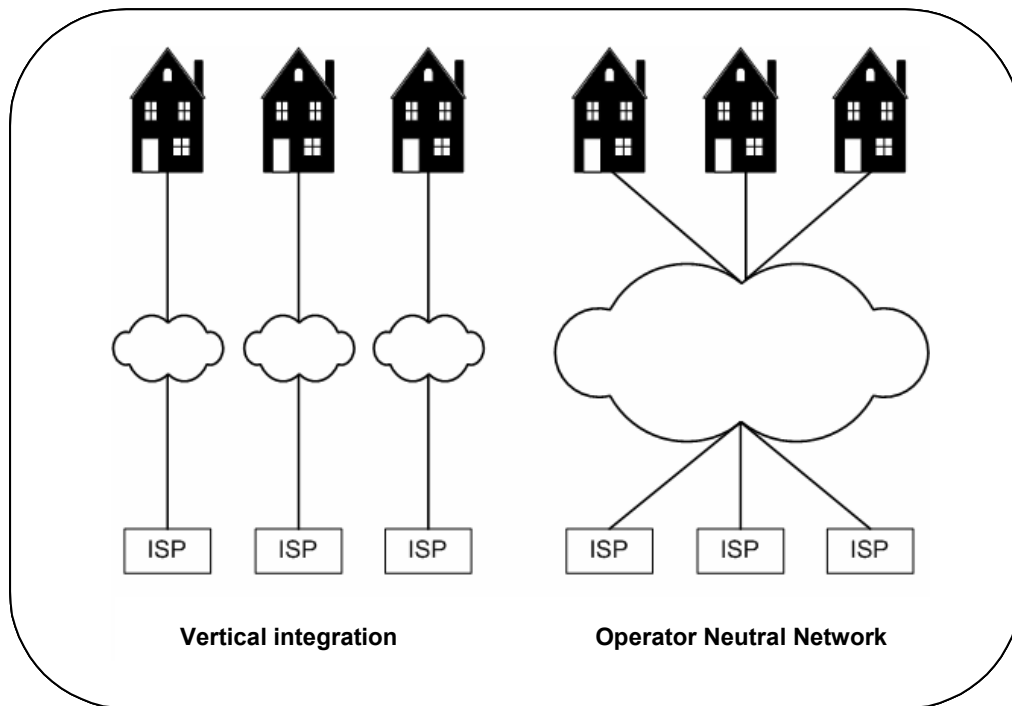 ISP ISP ISP ISP ISP ISP
Vertical integration Operator Neutral Network